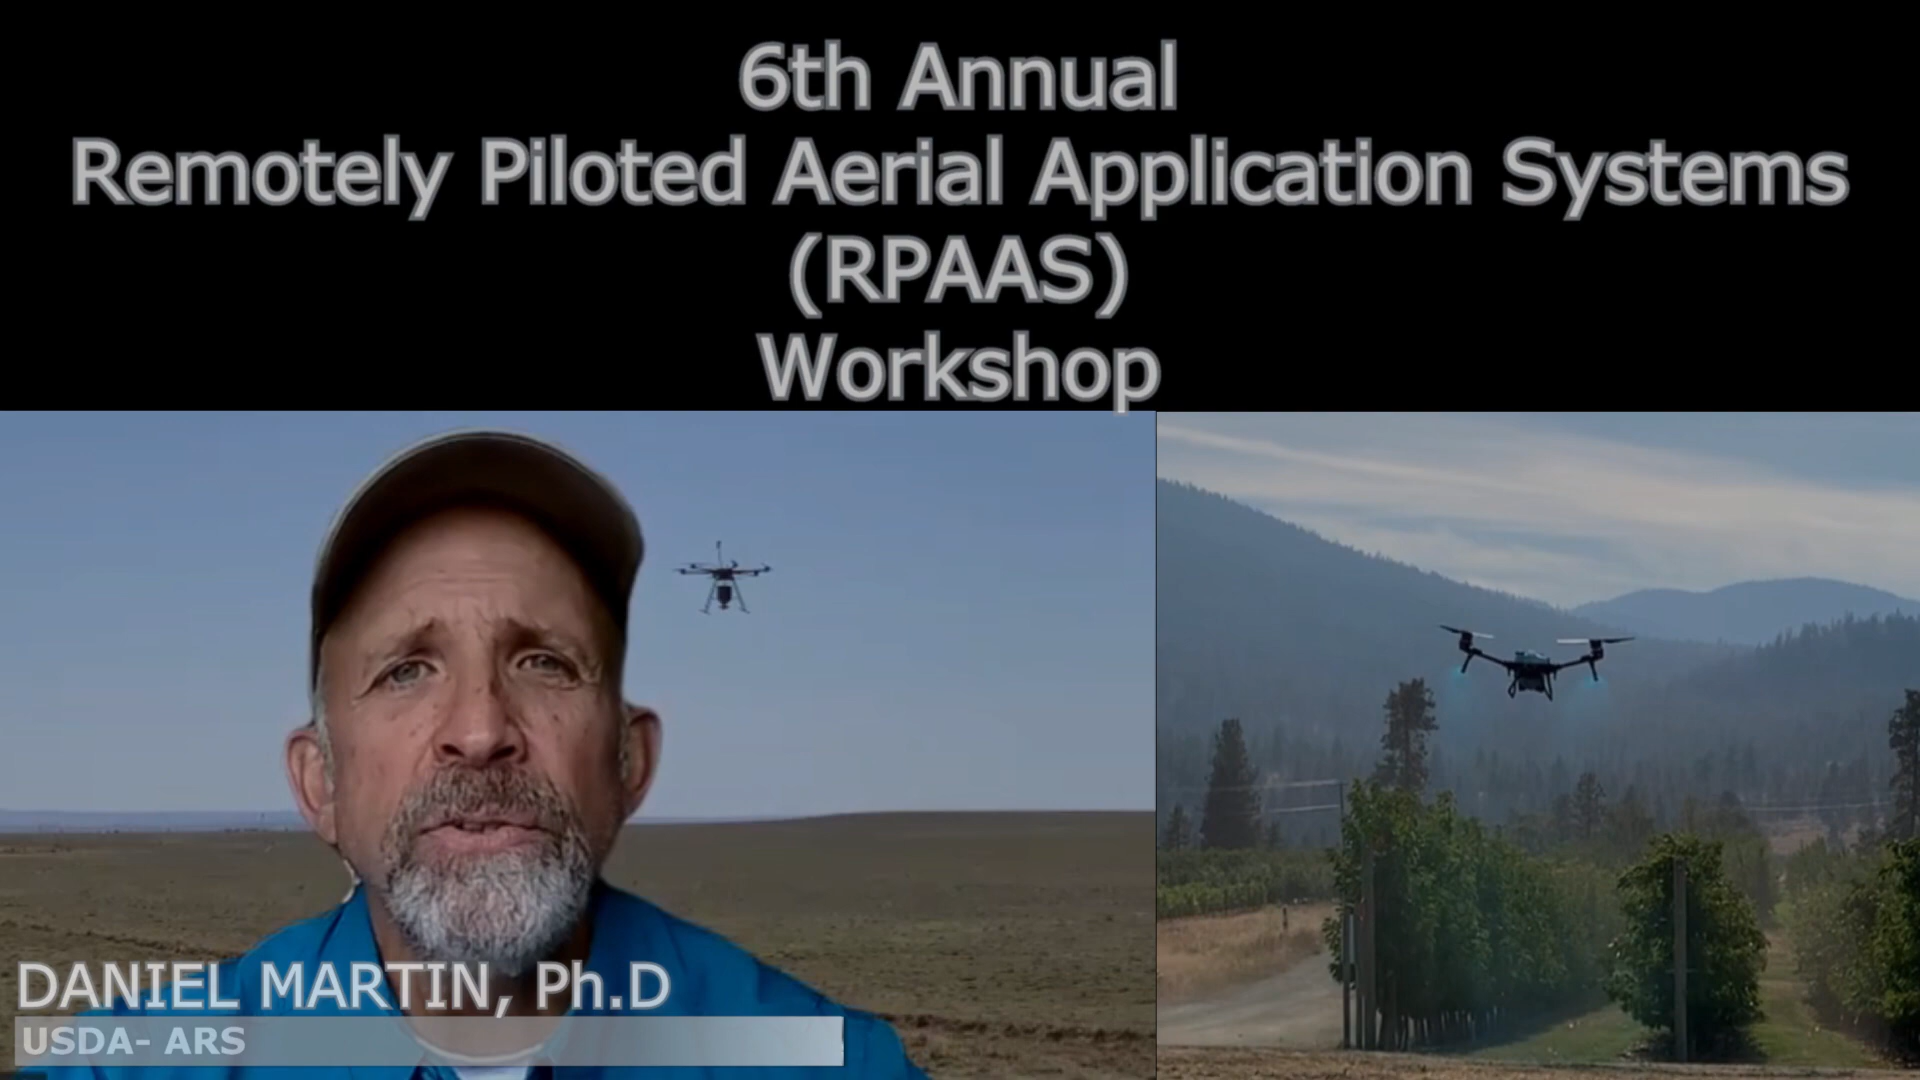 6th Annual
Remotely Piloted Aerial Application Systems
(RPAAS)
Workshop
DANIEL MARTIN, Ph.D
USDA- ARS